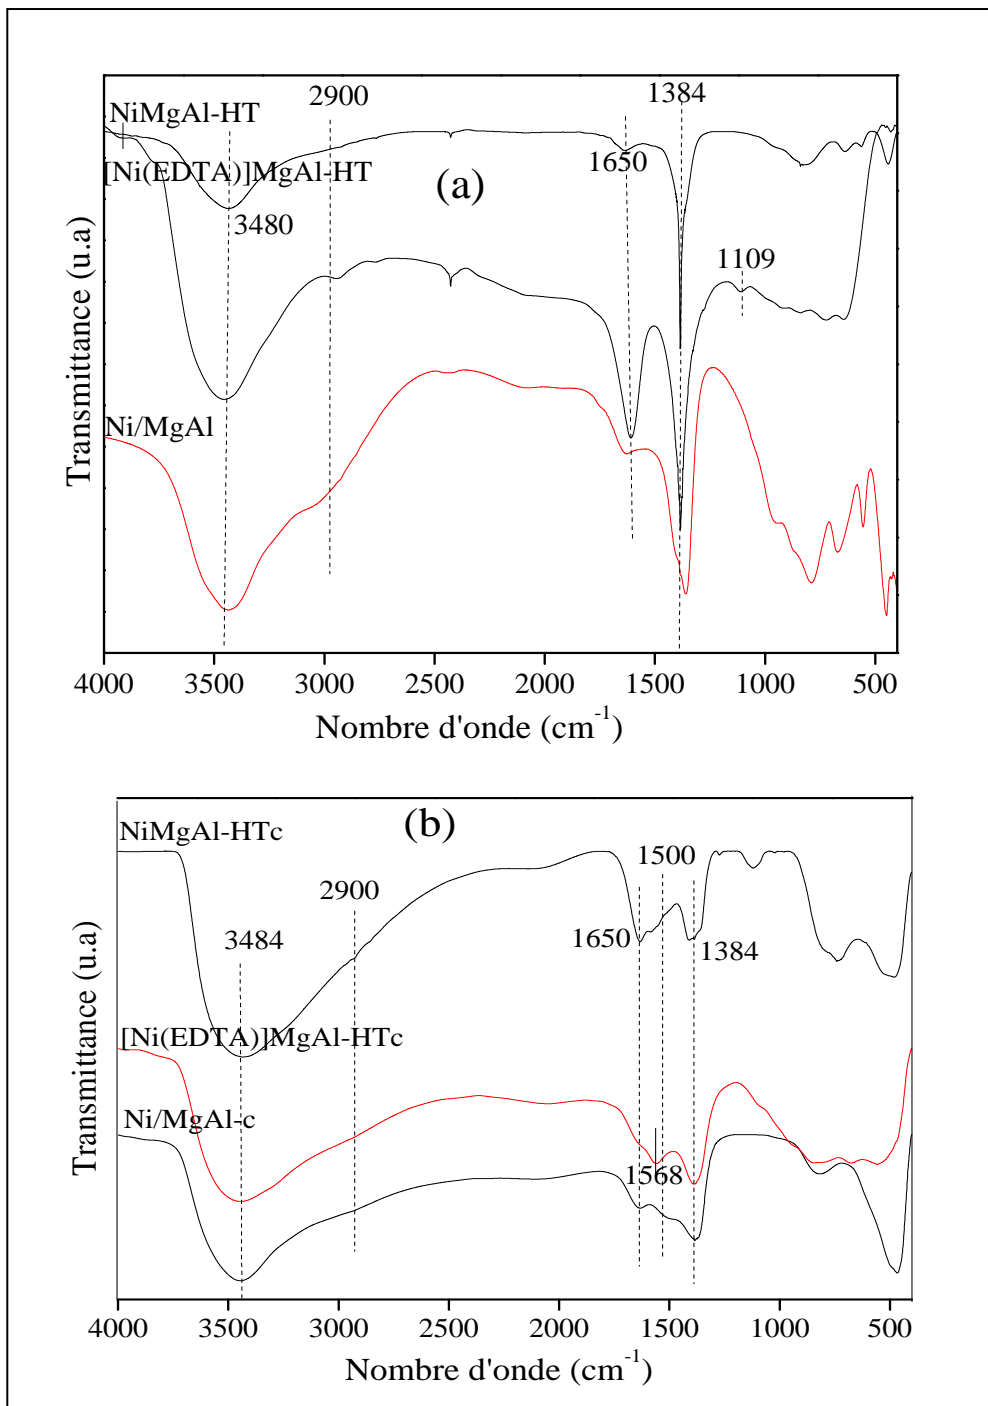 2900
1384
NiMgAl-HT
1650
[Ni(EDTA)]MgAl-HT
(a)
3480
1109
Ni/MgAl
Transmittance (u.a)
4000 3500 3000 2500 2000 1500 1000 500
Nombre d'onde (cm⁻¹)
(b)
NiMgAl-HTc
1500
2900
3484
1650
1384
[Ni(EDTA)]MgAl-HTc
Ni/MgAl-c
1568
Transmittance (u.a)
4000 3500 3000 2500 2000 1500 1000 500
Nombre d'onde (cm⁻¹)